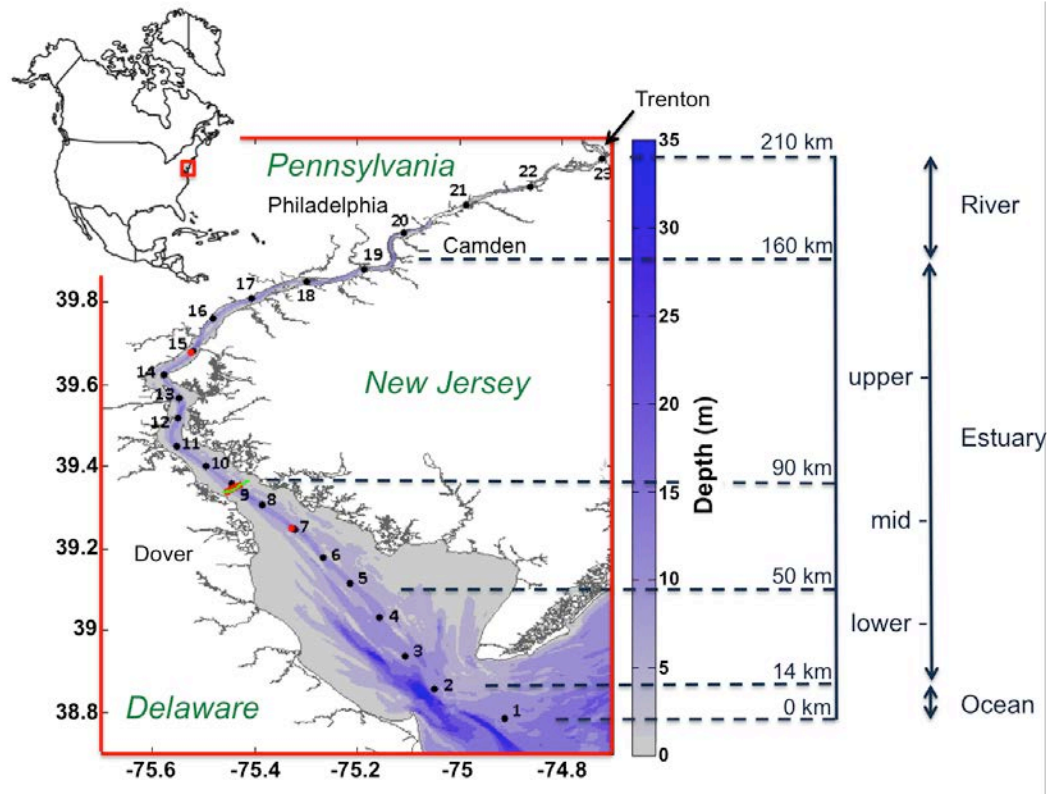 Trenton
Pennsylvania
Philadelphia
Camden
New Jersey
Dover
Delaware
23
22
21
20
19
18
17
16
15
14
13
12
11
10
9
8
7
6
5
4
3
2
1
39.8
39.6
39.4
39.2
39
38.8
-75.6
-75.4
-75.2
-75
-74.8
35
30
25
20
15
10
5
0
Depth (m)
210 km
160 km
90 km
50 km
14 km
0 km
River
upper
Estuary
mid
lower
Ocean